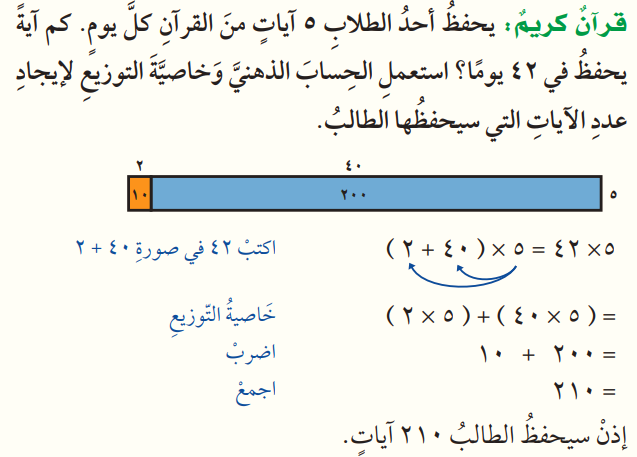 قرآنٌ كريمٌ: يحفظُ أحدُ الطلابِ ٥ آياتٍ منَ القرآنِ كلَّ يومٍ. كم آيةً
يحفظُ في ٤٢ يومًا؟ استعملِ الحِسابَ الذهنيَّ وَخاصيَّةَ التوزيعِ لإيجادِ
عددِ الآياتِ التي سيحفظُها الطالبُ.
٤٠ ٢
٥ ٢٠٠ ١٠
٥× ٤٢ = ٥ × ( ٤٠ + ٢ ) اكتبْ ٤٢ في صورةِ ٤٠ + ٢
= ( ٥ × ٤٠ ) + ( ٥ × ٢ ) خَاصيةُ التّوزيعِ
= ٢٠٠ + ١٠ اضربْ
= ٢١٠ اجمعْ
إذنْ سيحفظُ الطالبُ ٢١٠ آياتٍ.